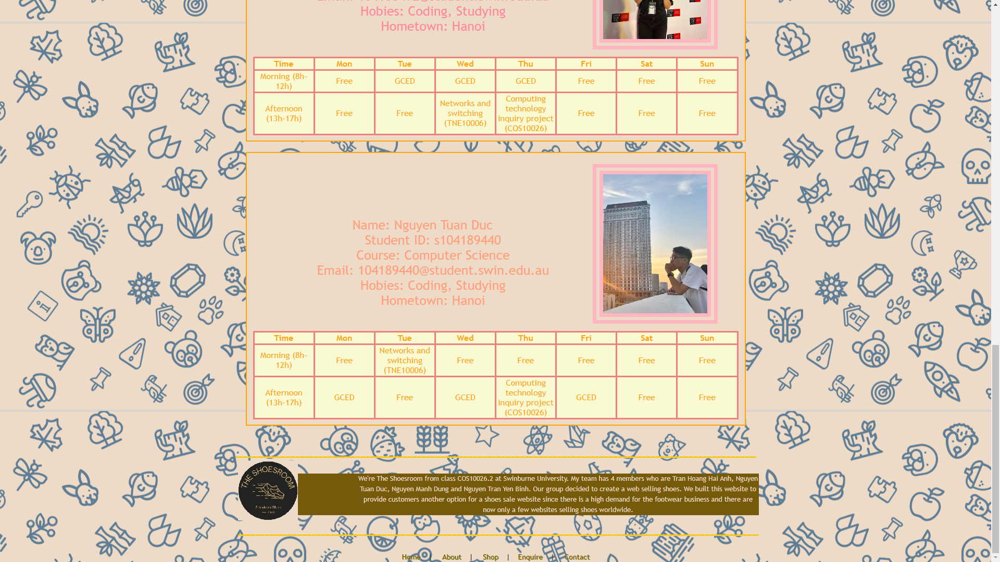 Hobies: Coding, Studying
Hometown: Hanoi
Time Mon Tue Wed Thu Fri Sat Sun
Morning (8h-
12h) Free GCED GCED GCED Free Free Free
Afternoon
(13h-17h) Free Free Networks and
switching
(TNE10006) Computing
technology
inquiry project
(COS10026) Free Free Free
Name: Nguyen Tuan Duc
Student ID: s104189440
Course: Computer Science
Email: 104189440@student.swin.edu.au
Hobies: Coding, Studying
Hometown: Hanoi
Time Mon Tue Wed Thu Fri Sat Sun
Morning (8h-
12h) Free Networks and
switching
(TNE10006) Free Free Free Free Free
Afternoon
(13h-17h) GCED Free GCED Computing
technology
inquiry project
(COS10026) GCED Free Free
THE SHOESROOM
We're The Shoesroom from class COS10026.2 at Swinburne University. My team has 4 members who are Tran Hoang Hai Anh, Nguyen
Tuan Duc, Nguyen Manh Dung and Nguyen Tran Yen Binh. Our group decided to create a web selling shoes. We built this website to
provide customers another option for a shoes sale website since there is a high demand for the footwear business and there are
now only a few websites selling shoes worldwide.
Home | About | Shop | Enquire | Contact